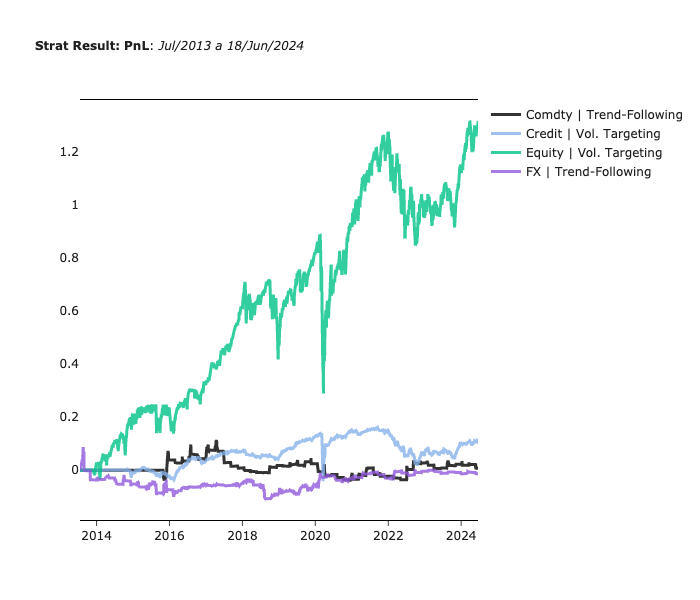 Strat Result: PnL: Jul/2013 a 18/Jun/2024
Comdty | Trend-Following
Credit | Vol. Targeting
Equity | Vol. Targeting
FX | Trend-Following
1.2
1
0.8
0.6
0.4
0.2
0
2014 2016 2018 2020 2022 2024